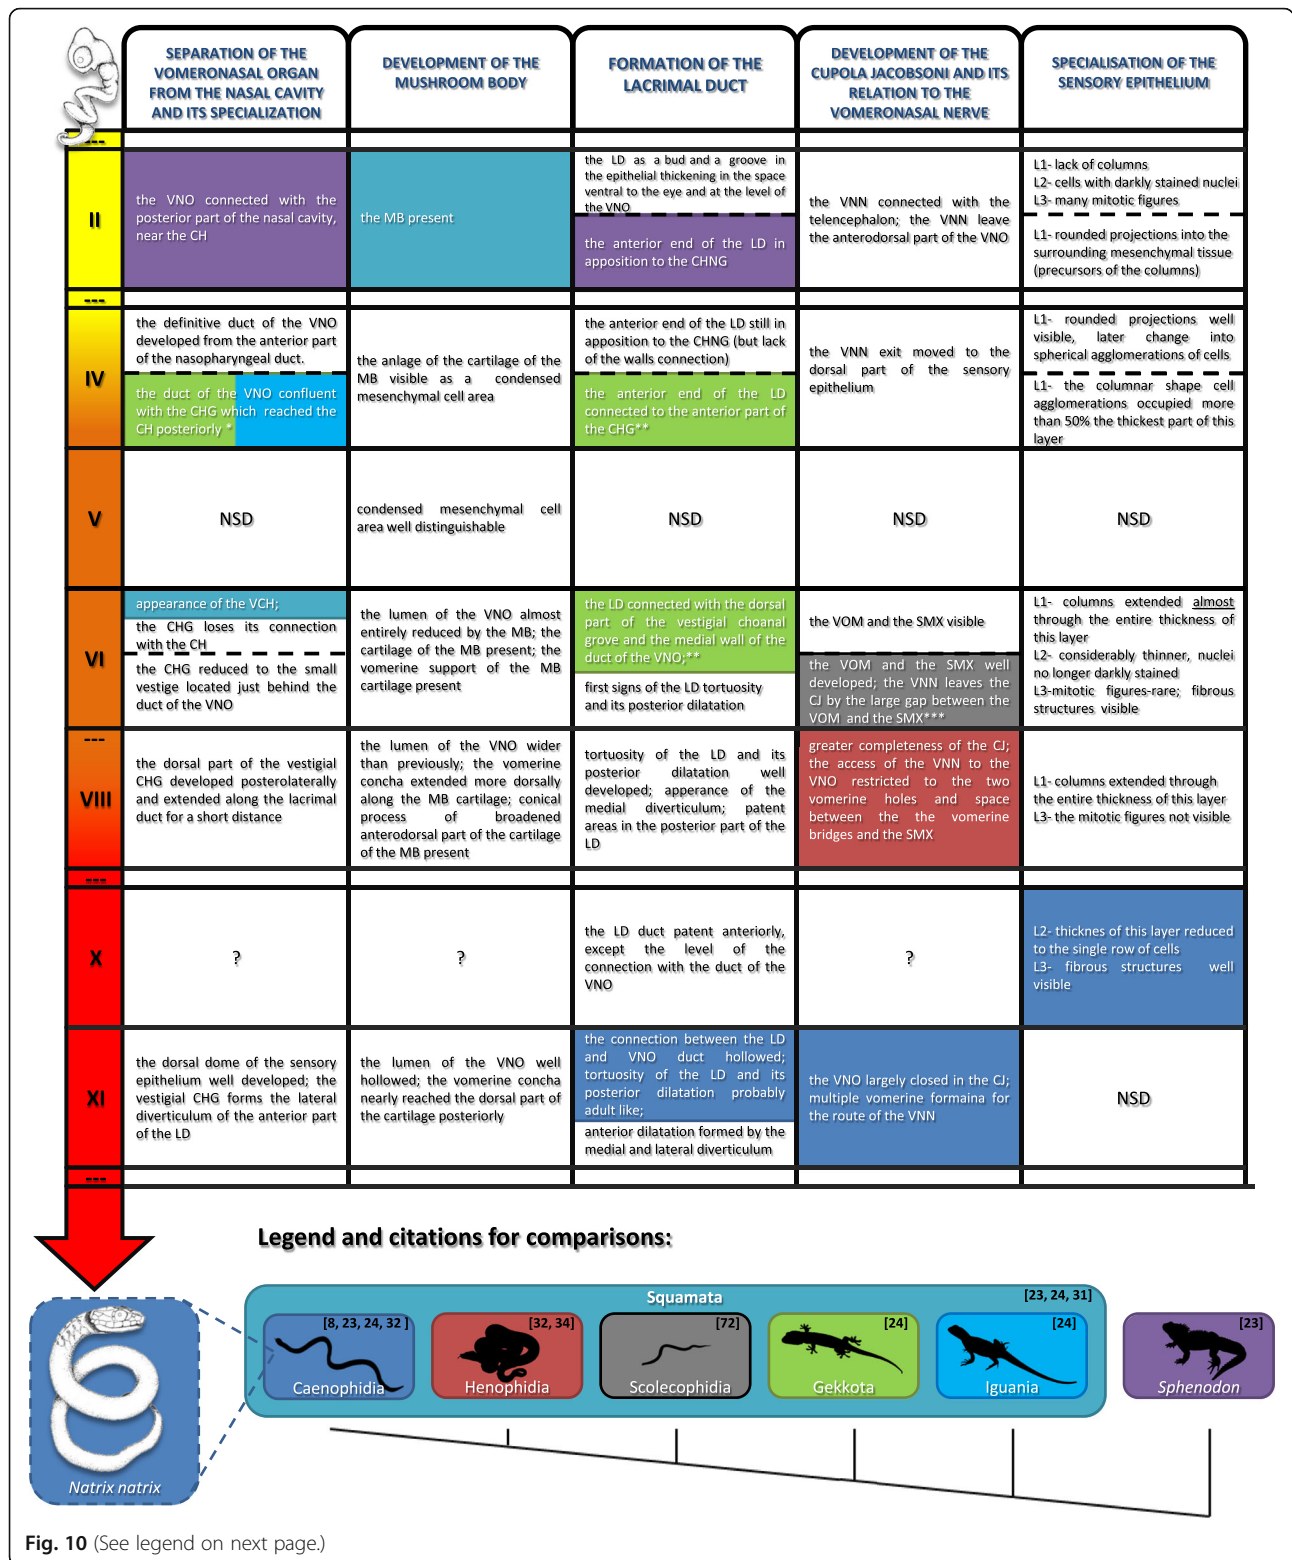 SEPARATION OF THE
VOMERONASAL ORGAN
FROM THE NASAL CAVITY
AND ITS SPECIALIZATION
DEVELOPMENT OF THE
MUSHROOM BODY
FORMATION OF THE
LACRIMAL DUCT
DEVELOPMENT OF THE
CUPOLA JACOBSONI AND ITS
RELATION TO THE
VOMERONASAL NERVE
SPECIALISATION OF THE
SENSORY EPITHELIUM
---
II
the VNO connected with the
posterior part of the nasal cavity,
near the CH
the MB present
the LD as a bud and a groove in
the epithelial thickening in the space
ventral to the eye and at the level of
the VNO
the anterior end of the LD in
apposition to the CHNG
the VNN connected with the
telencephalon; the VNN leave
the anterodorsal part of the VNO
L1- lack of columns
L2- cells with darkly stained nuclei
L3- many mitotic figures
L1- rounded projections into the
surrounding mesenchymal tissue
(precursors of the columns)
---
IV
the definitive duct of the VNO
developed from the anterior part
of the nasopharyngeal duct.
the duct of the VNO confluent
with the CHG which reached the
CH posteriorly *
the anlage of the cartilage of the
MB visible as a condensed
mesenchymal cell area
the anterior end of the LD still in
apposition to the CHNG (but lack
of the walls connection)
the anterior end of the LD
connected to the anterior part of
the CHG**
the VNN exit moved to the
dorsal part of the sensory
epithelium
L1- rounded projections well
visible, later change into
spherical agglomerations of cells
L1- the columnar shape cell
agglomerations occupied more
than 50% the thickest part of this
layer
V
NSD
condensed mesenchymal cell
area well distinguishable
NSD
NSD
NSD
VI
appearance of the VCH;
the CHG loses its connection
with the CH
the CHG reduced to the small
vestige located just behind the
duct of the VNO
the lumen of the VNO almost
entirely reduced by the MB; the
cartilage of the MB present; the
vomerine support of the MB
cartilage present
the LD connected with the dorsal
part of the vestigial choanal
grove and the medial wall of the
duct of the VNO;**
first signs of the LD tortuosity
and its posterior dilatation
the VOM and the SMX visible
the VOM and the SMX well
developed; the VNN leaves the
CJ by the large gap between the
VOM and the SMX***
L1- columns extended almost
through the entire thickness of
this layer
L2- considerably thinner, nuclei
no longer darkly stained
L3-mitotic figures-rare; fibrous
structures visible
---
VIII
the dorsal part of the vestigial
CHG developed posterolaterally
and extended along the lacrimal
duct for a short distance
the lumen of the VNO wider
than previously; the vomerine
concha extended more dorsally
along the MB cartilage; conical
process of broadened
anterodorsal part of the cartilage
of the MB present
tortuosity of the LD and its
posterior dilatation well
developed; apperance of the
medial diverticulum; patent
areas in the posterior part of the
LD
greater completeness of the CJ;
the access of the VNN to the
VNO restricted to the two
vomerine holes and space
between the the vomerine
bridges and the SMX
L1- columns extended through
the entire thickness of this layer
L3- the mitotic figures not visible
---
X
?
?
the LD duct patent anteriorly,
except the level of the
connection with the duct of the
VNO
?
L2- thicknes of this layer reduced
to the single row of cells
L3- fibrous structures well
visible
XI
the dorsal dome of the sensory
epithelium well developed; the
vestigial CHG forms the lateral
diverticulum of the anterior part
of the LD
the lumen of the VNO well
hollowed; the vomerine concha
nearly reached the dorsal part of
the cartilage posteriorly
the connection between the LD
and VNO duct hollowed;
tortuosity of the LD and its
posterior dilatation probably
adult like;
anterior dilatation formed by the
medial and lateral diverticulum
the VNO largely closed in the CJ;
multiple vomerine formaina for
the route of the VNN
NSD
---
Legend and citations for comparisons:
Squamata
[23, 24, 31]
[8, 23, 24, 32 ]
Caenophidia
[32, 34]
Henophidia
[72]
Scolecophidia
[24]
Gekkota
[24]
Iguania
[23]
Sphenodon
Natrix natrix
Fig. 10 (See legend on next page.)